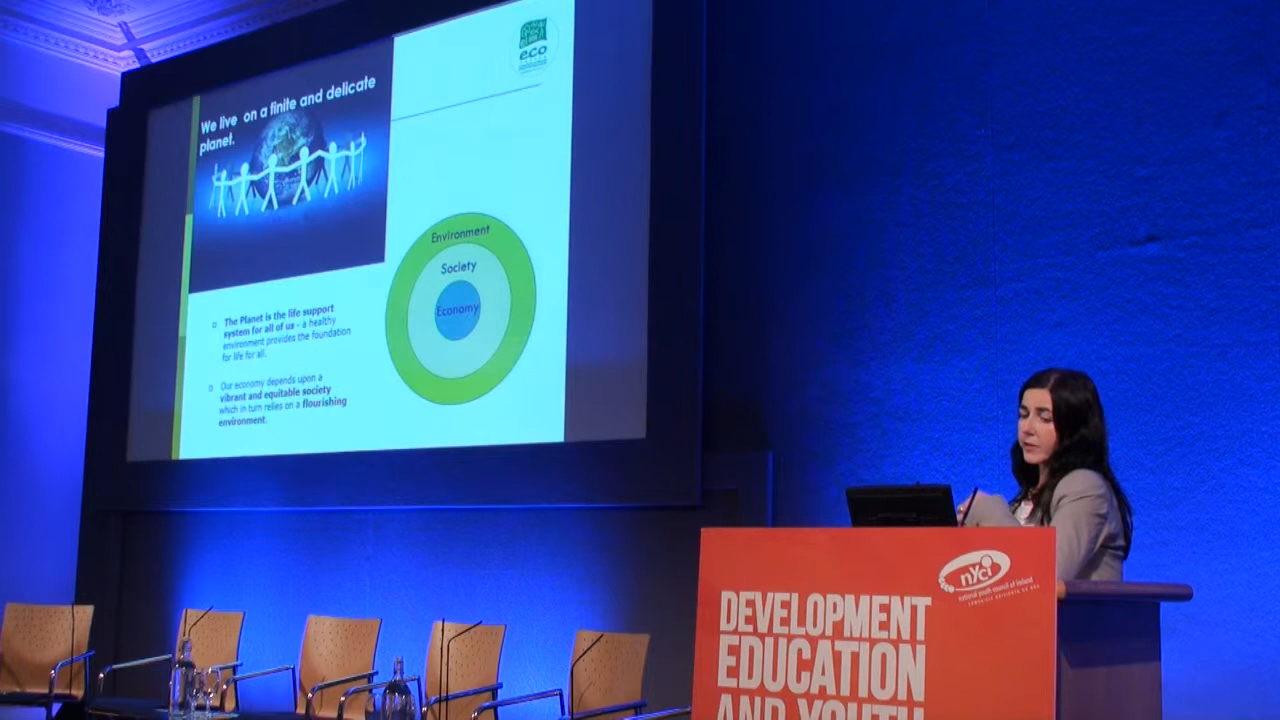 We live on a finite and delicate
planet.
eco
Environment
Society
Economy
The Planet is the life support
system for all of us - a healthy
environment provides the foundation
for life for all.
Our economy depends upon a
vibrant and equitable society
which in turn relies on a flourishing
environment.
nyci
national youth council of ireland
DEVELOPMENT
EDUCATION
AND YOUTH